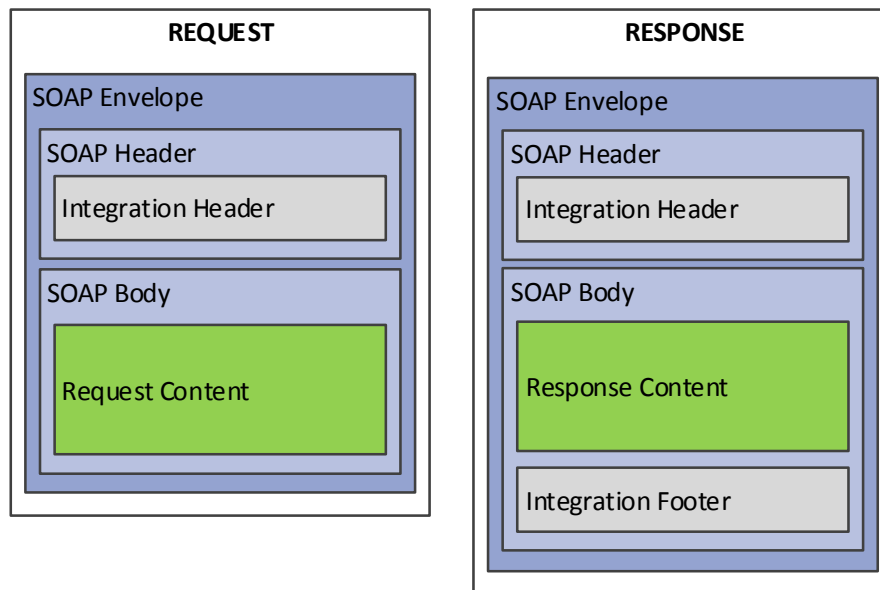 REQUEST
SOAP Envelope
SOAP Header
Integration Header
SOAP Body
Request Content
RESPONSE
SOAP Envelope
SOAP Header
Integration Header
SOAP Body
Response Content
Integration Footer